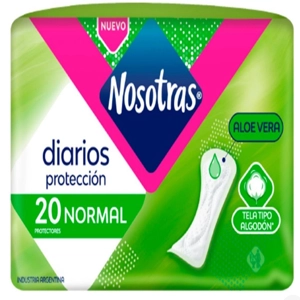 NUEVO
Nosotras®
ALOE VERA
diarios
protección
20 NORMAL
PROTECTORES
TELA TIPO
ALGODÓN*
INDUSTRIA ARGENTINA